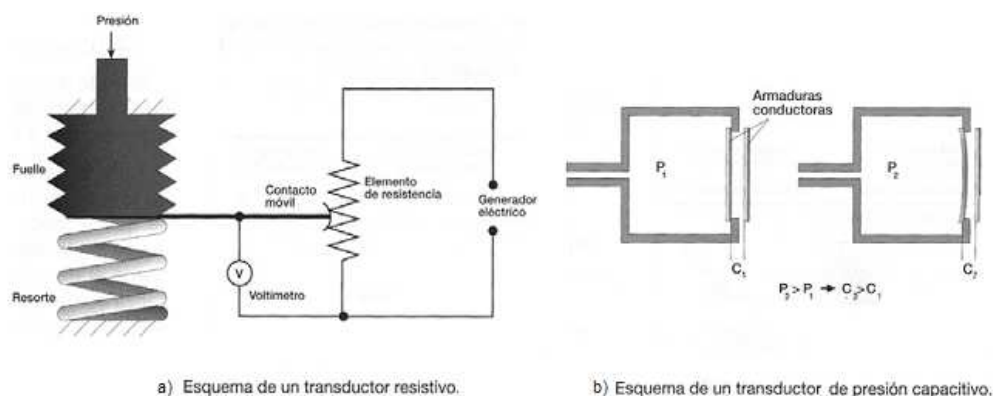 Presión
Fuelle
Resorte
Contacto
móvil
Elemento
de resistencia
Generador
eléctrico
V
Voltímetro
a) Esquema de un transductor resistivo.
Armaduras
conductoras
P1
P2
C1
C2
P2 > P1 → C2 > C1
b) Esquema de un transductor de presión capacitivo.